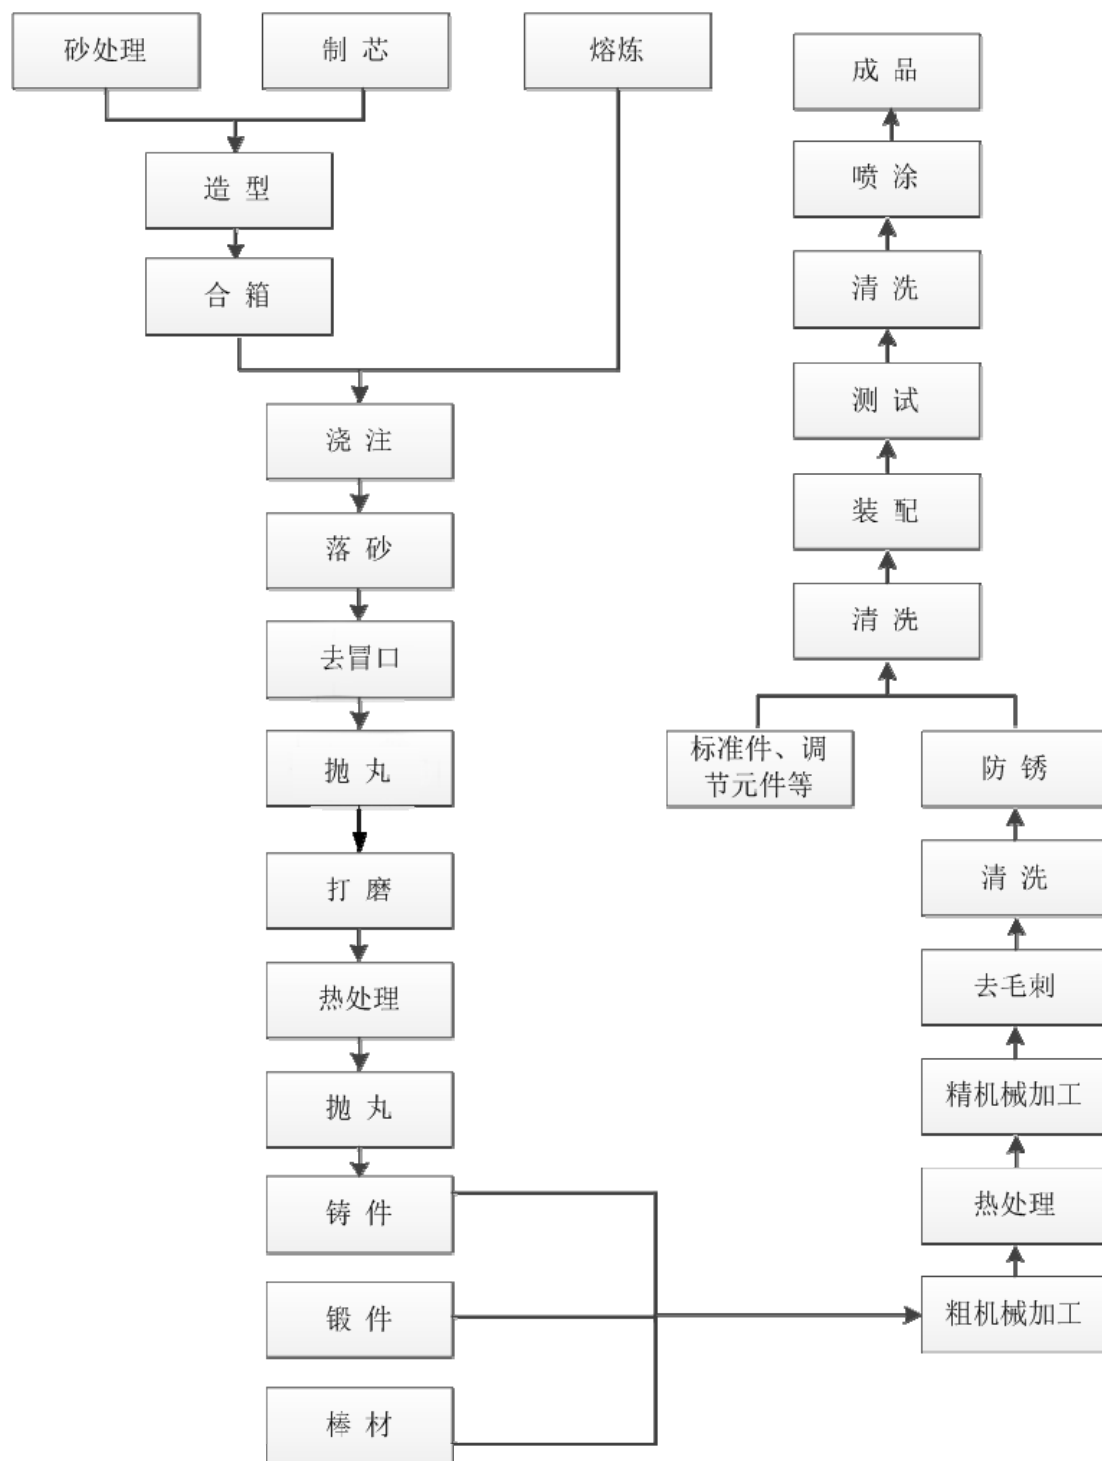 砂处理
制 芯
熔炼
造 型
合 箱
浇 注
落 砂
去冒口
抛 丸
打 磨
热处理
抛 丸
铸 件
锻 件
棒 材
粗机械加工
热处理
精机械加工
去毛刺
清 洗
防 锈
标准件、调
节元件等
清 洗
装 配
测 试
清 洗
喷 涂
成 品